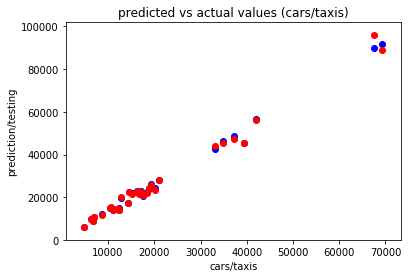 predicted vs actual values (cars/taxis)
100000
80000
60000
40000
20000
0
prediction/testing
10000 20000 30000 40000 50000 60000 70000
cars/taxis